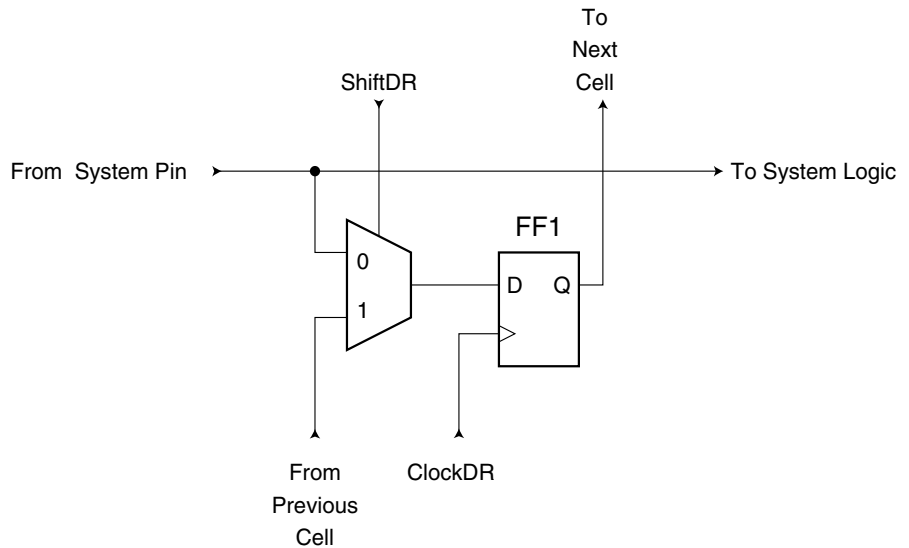 To
Next
Cell
ShiftDR
From System Pin
To System Logic
FF1
0
D Q
1
From
Previous
Cell
ClockDR